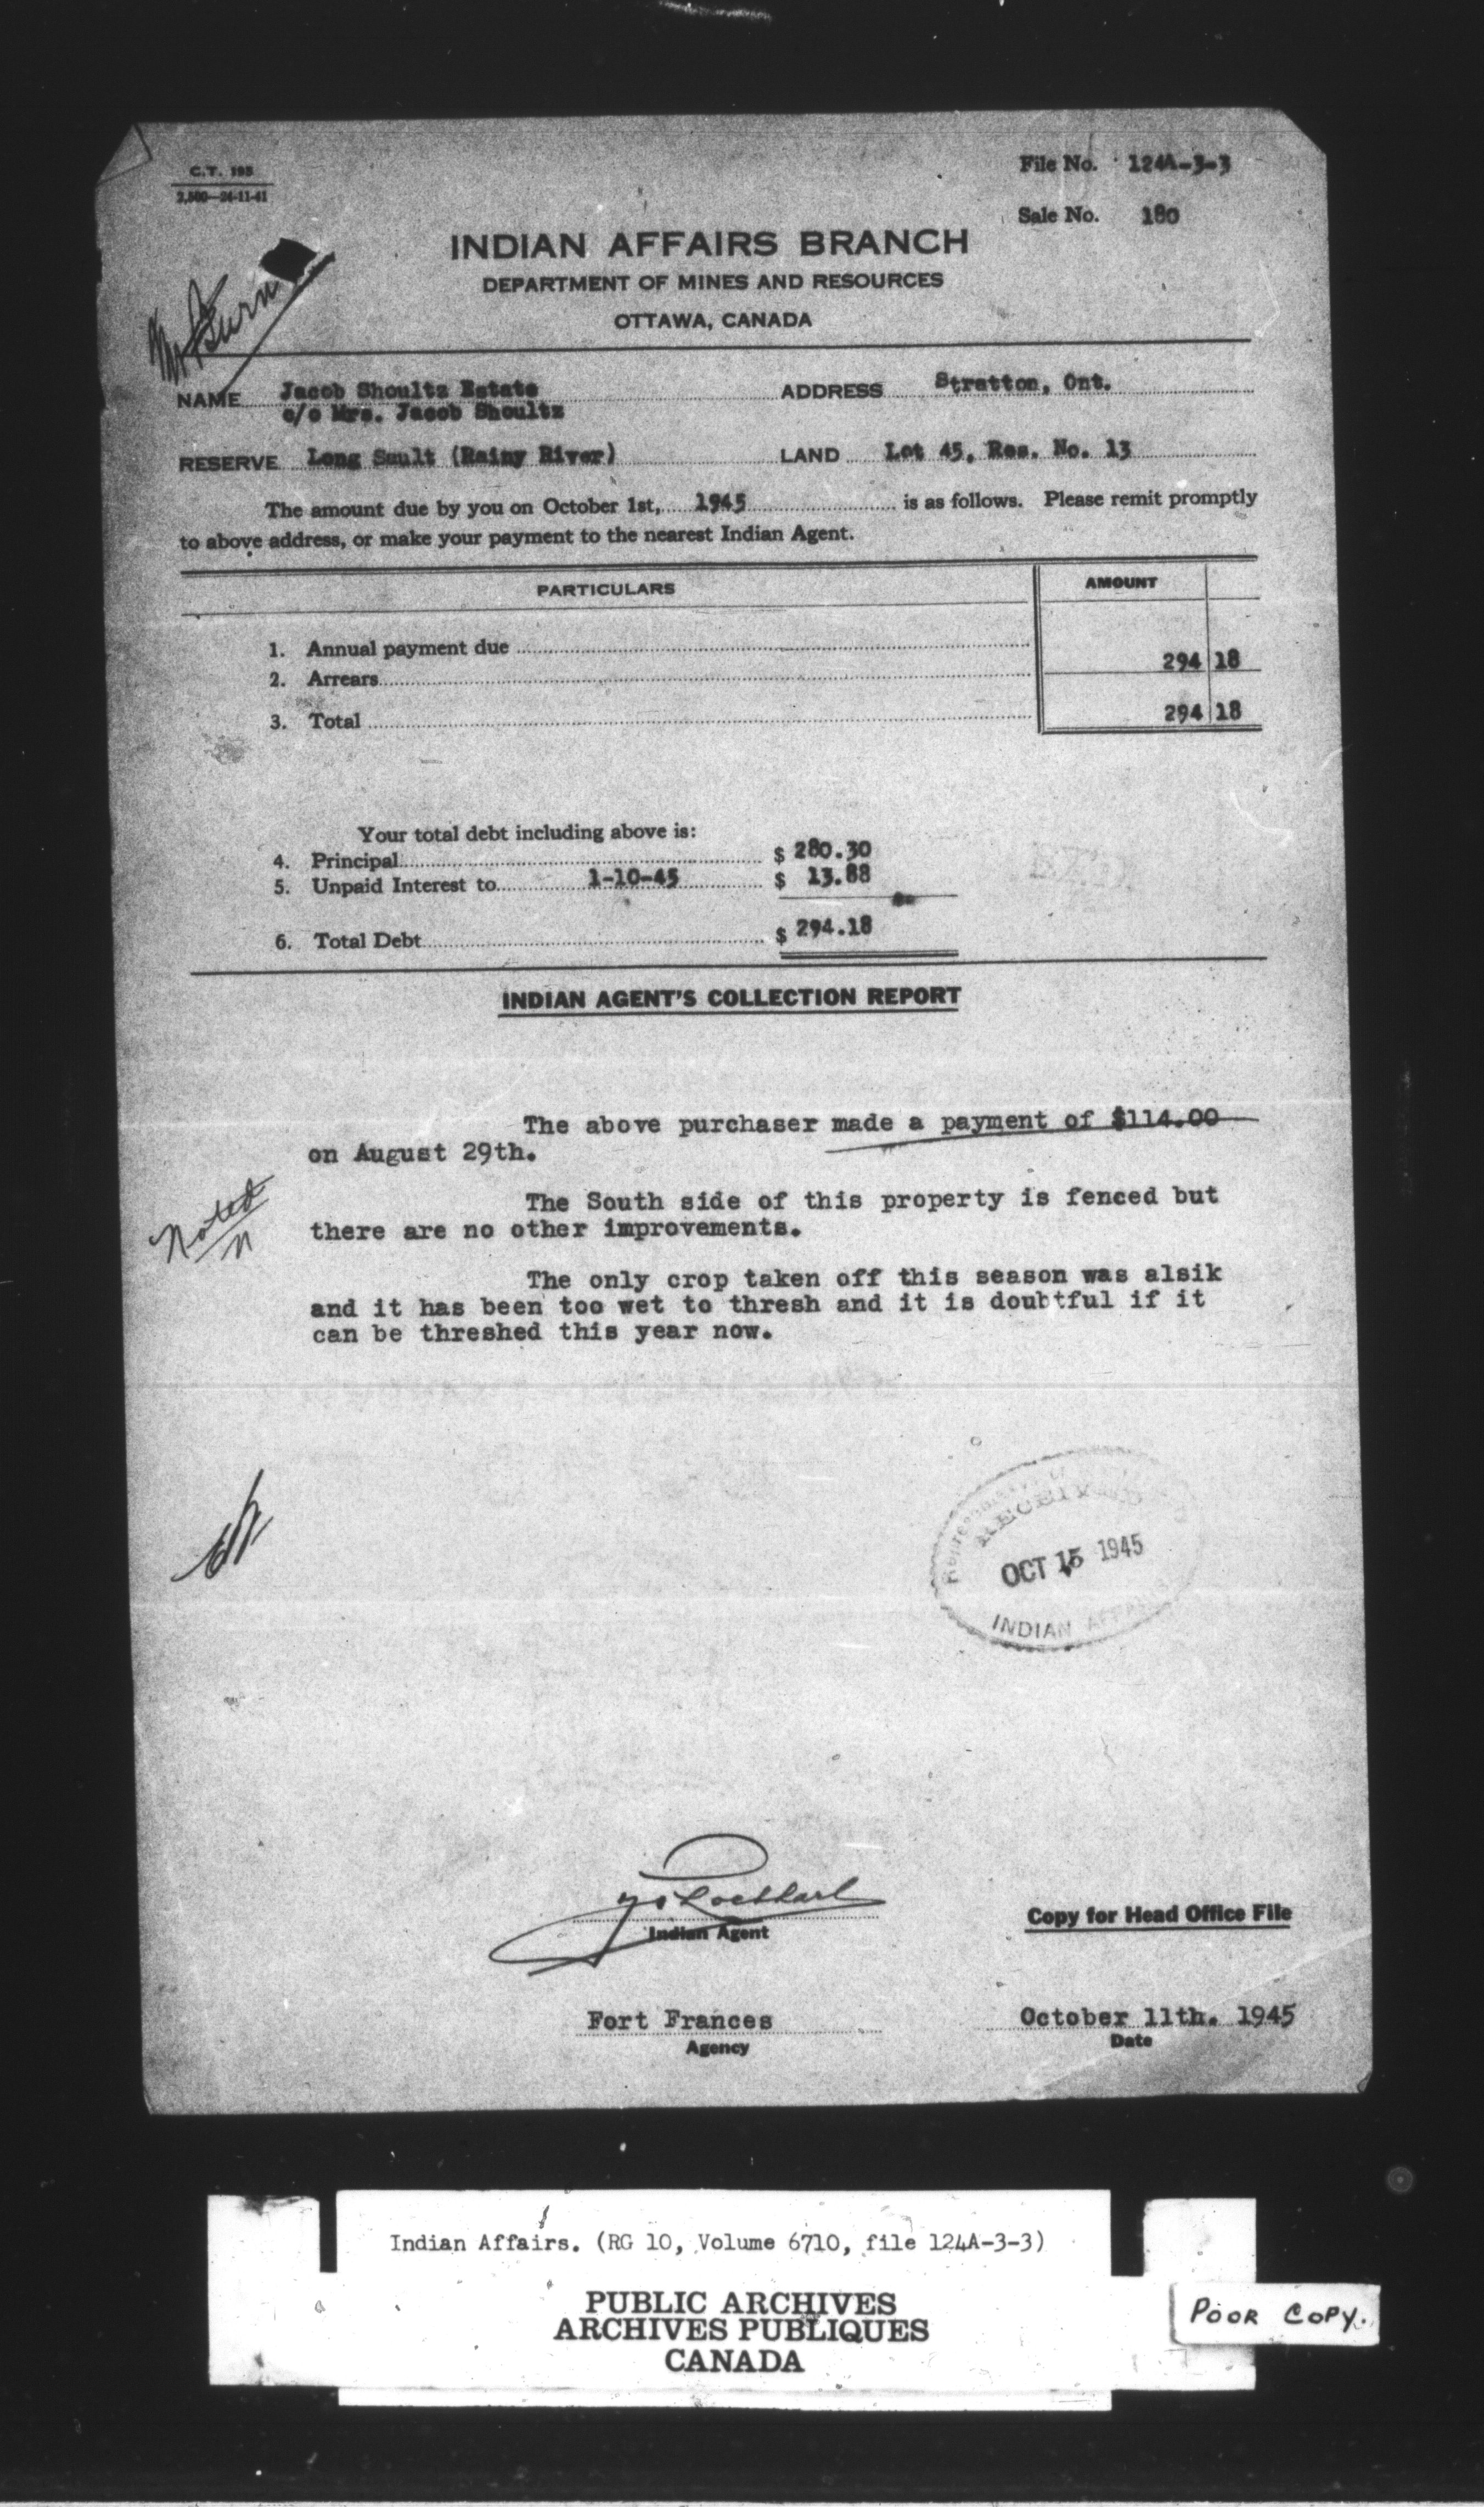 C.T. 195
2,500—24-11-41
File No. 124A-3-3
Sale No. 180
INDIAN AFFAIRS BRANCH
DEPARTMENT OF MINES AND RESOURCES
OTTAWA, CANADA
NAME Jacob Shoultz Estate ADDRESS Stratton, Ont.
c/o Mrs. Jacob Shoultz
RESERVE Long Sault (Rainy River) LAND Lot 45, Res. No. 13
The amount due by you on October 1st, 1945 is as follows. Please remit promptly
to above address, or make your payment to the nearest Indian Agent.
PARTICULARS AMOUNT
1. Annual payment due
294 18
2. Arrears
3. Total 294 18
Your total debt including above is:
4. Principal $ 280.30
5. Unpaid Interest to 1-10-45 $ 13.88
6. Total Debt $ 294.18
INDIAN AGENT'S COLLECTION REPORT
The above purchaser made a payment of $114.00
on August 29th.
The South side of this property is fenced but
there are no other improvements.
Noted
The only crop taken off this season was alsik
and it has been too wet to thresh and it is doubtful if it
can be threshed this year now.
RECEIVED
OCT 15 1945
INDIAN AFFAIRS
Indian Agent
Copy for Head Office File
Fort Frances October 11th. 1945
Agency Date
Indian Affairs. (RG 10, Volume 6710, file 124A-3-3)
PUBLIC ARCHIVES
ARCHIVES PUBLIQUES
CANADA
POOR COPY.